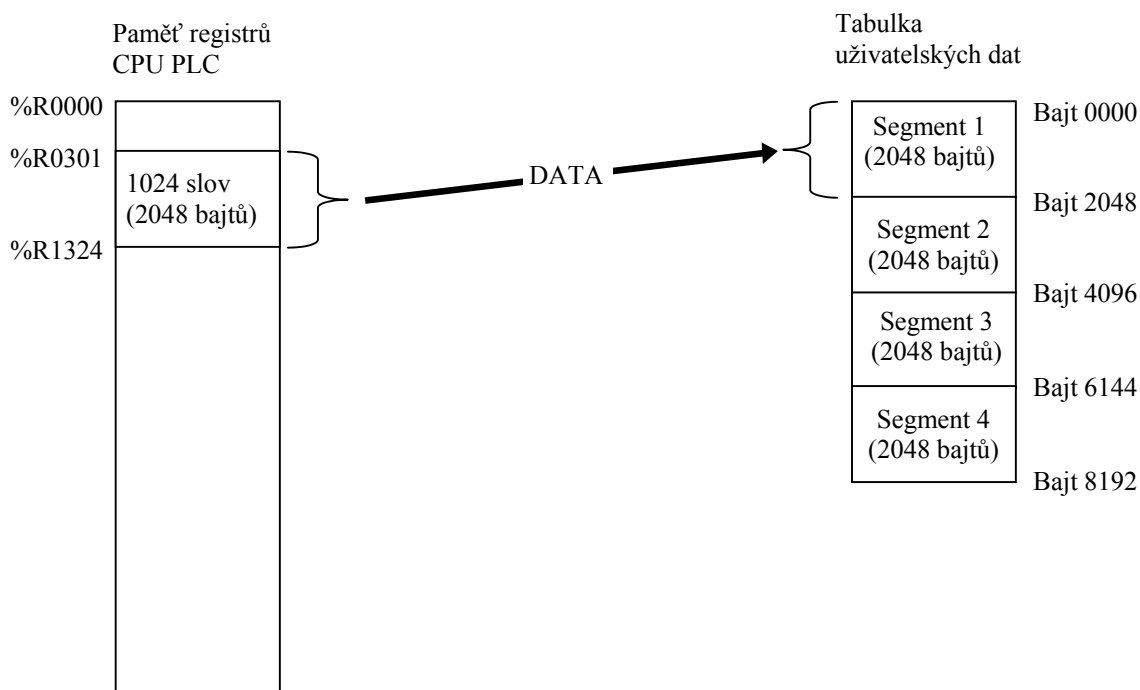 Paměť registrů
CPU PLC
%R0000
%R0301
1024 slov
(2048 bajtů)
%R1324
DATA
Tabulka
uživatelských dat
Segment 1
(2048 bajtů)
Segment 2
(2048 bajtů)
Segment 3
(2048 bajtů)
Segment 4
(2048 bajtů)
Bajt 0000
Bajt 2048
Bajt 4096
Bajt 6144
Bajt 8192